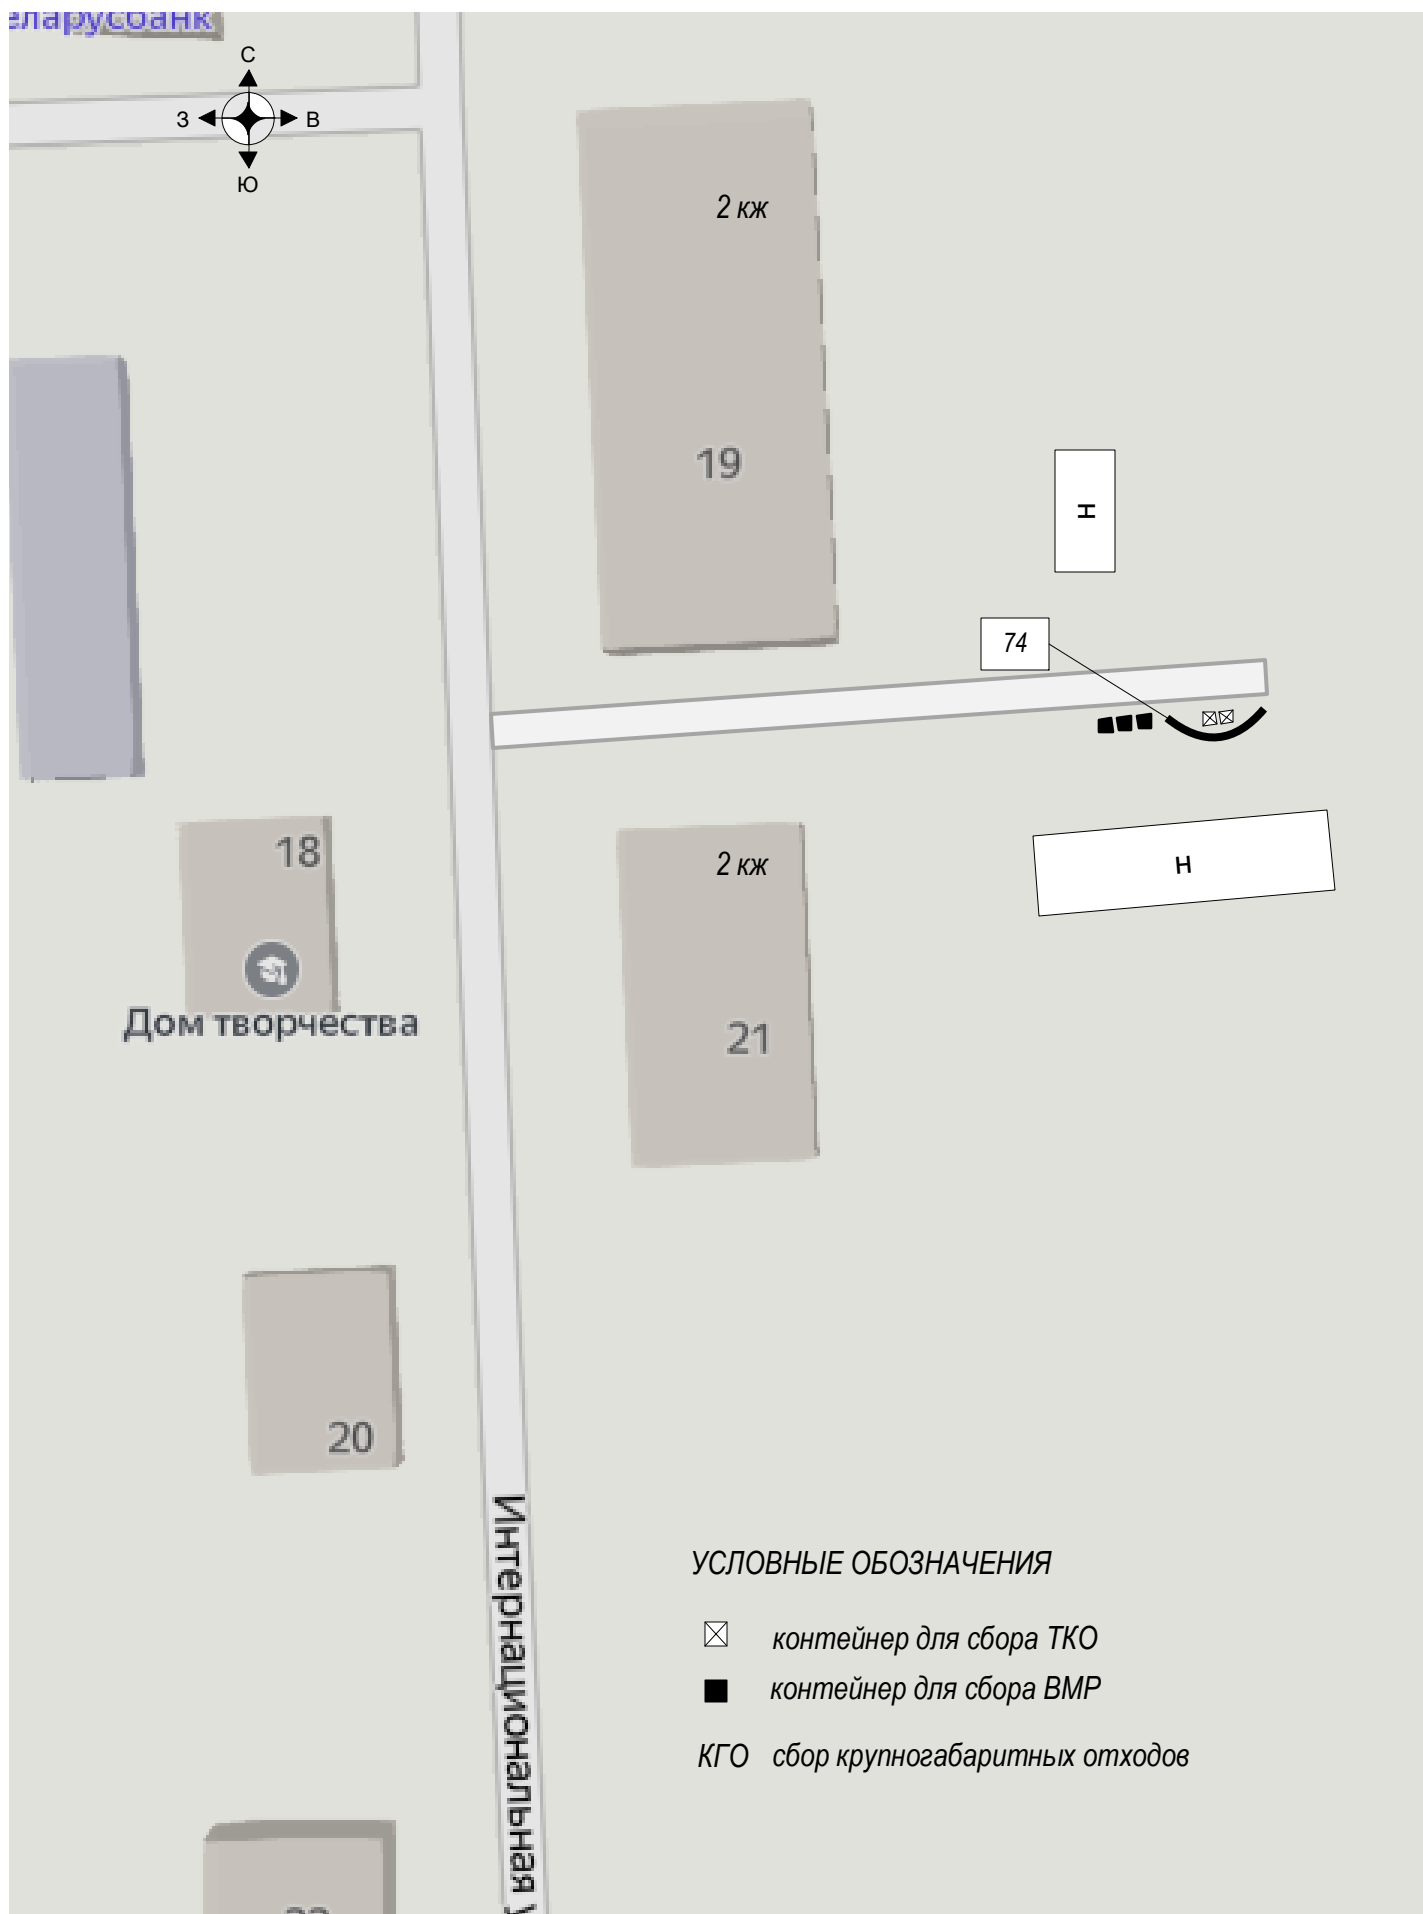 еларусбанк
С
З В
Ю
2 кж
19
Н
74
18
2 кж
Н
Дом творчества
21
20
Интернациональная
УСЛОВНЫЕ ОБОЗНАЧЕНИЯ
контейнер для сбора ТКО
контейнер для сбора ВМР
КГО сбор крупногабаритных отходов